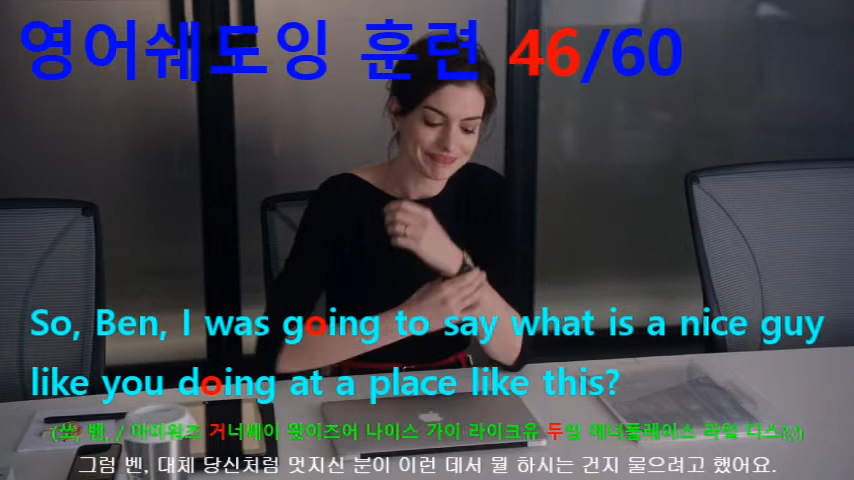 영어쉐도잉 훈련 46/60
So, Ben, I was going to say what is a nice guy
like you doing at a place like this?
(쏘, 벤, / 아이워즈 거너쎄이 왓이즈어 나이스 가이 라이크유 두잉 애너플레이스 라잌 디스?/)
그럼 벤, 대체 당신처럼 멋지신 분이 이런 데서 뭘 하시는 건지 물으려고 했어요.